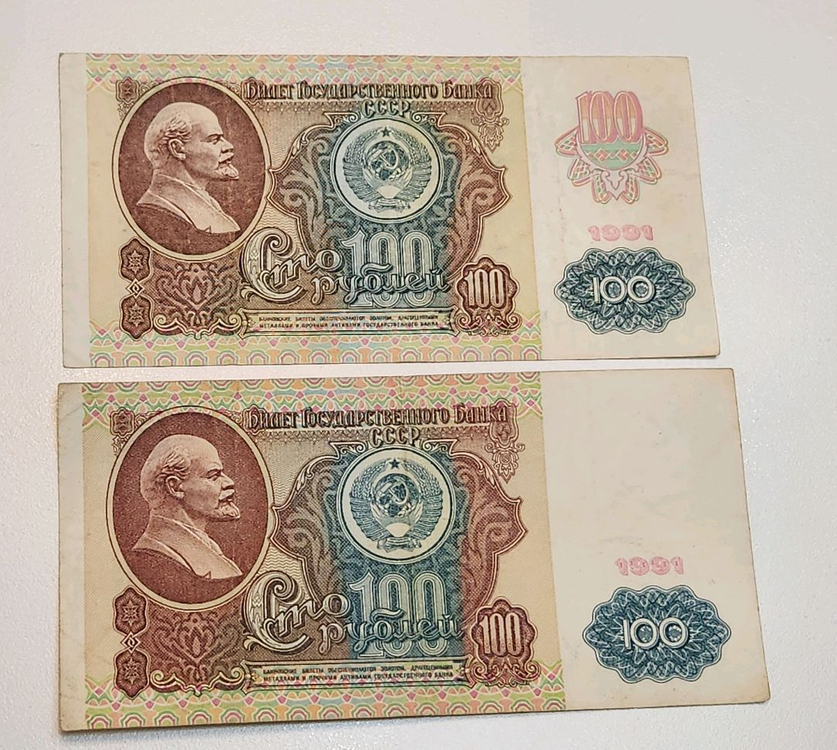 Билет Государственного Банка
СССР
100
1991
Сто
100
рублей
100
100
БАНКОВСКИЕ БИЛЕТЫ ОБЕСПЕЧИВАЮТСЯ ЗОЛОТОМ, ДРАГОЦЕННЫМИ
МЕТАЛЛАМИ И ПРОЧИМИ АКТИВАМИ ГОСУДАРСТВЕННОГО БАНКА
Билет Государственного Банка
СССР
1991
Сто
100
рублей
100
100
БАНКОВСКИЕ БИЛЕТЫ ОБЕСПЕЧИВАЮТСЯ ЗОЛОТОМ, ДРАГОЦЕННЫМИ
МЕТАЛЛАМИ И ПРОЧИМИ АКТИВАМИ ГОСУДАРСТВЕННОГО БАНКА